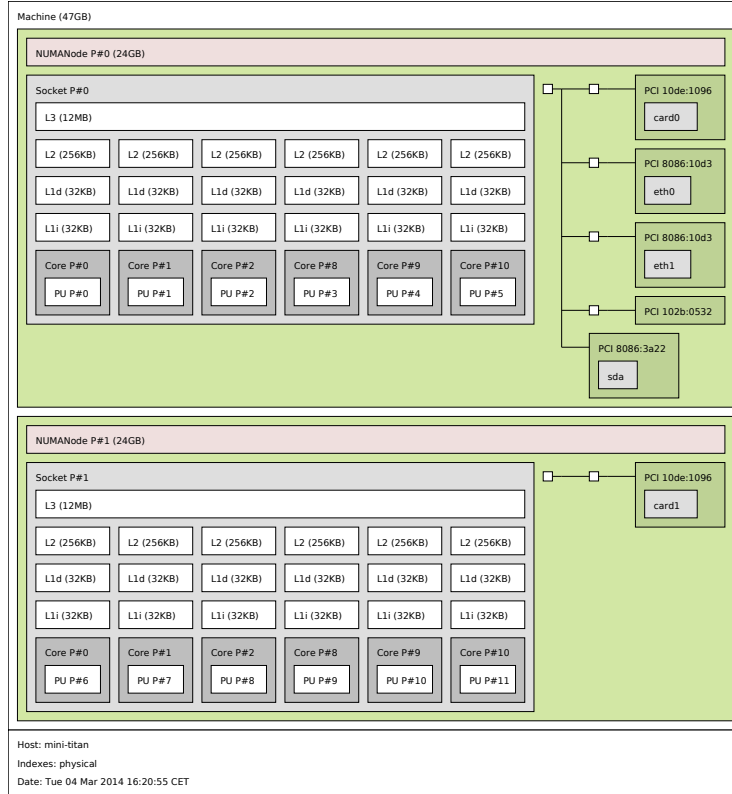 Machine (47GB)
NUMANode P#0 (24GB)
Socket P#0
PCI 10de:1096
L3 (12MB)
card0
L2 (256KB) L2 (256KB) L2 (256KB) L2 (256KB) L2 (256KB) L2 (256KB)
PCI 8086:10d3
L1d (32KB) L1d (32KB) L1d (32KB) L1d (32KB) L1d (32KB) L1d (32KB)
eth0
L1i (32KB) L1i (32KB) L1i (32KB) L1i (32KB) L1i (32KB) L1i (32KB)
PCI 8086:10d3
Core P#0 Core P#1 Core P#2 Core P#8 Core P#9 Core P#10
eth1
PU P#0 PU P#1 PU P#2 PU P#3 PU P#4 PU P#5
PCI 102b:0532
PCI 8086:3a22
sda
NUMANode P#1 (24GB)
Socket P#1
PCI 10de:1096
L3 (12MB)
card1
L2 (256KB) L2 (256KB) L2 (256KB) L2 (256KB) L2 (256KB) L2 (256KB)
L1d (32KB) L1d (32KB) L1d (32KB) L1d (32KB) L1d (32KB) L1d (32KB)
L1i (32KB) L1i (32KB) L1i (32KB) L1i (32KB) L1i (32KB) L1i (32KB)
Core P#0 Core P#1 Core P#2 Core P#8 Core P#9 Core P#10
PU P#6 PU P#7 PU P#8 PU P#9 PU P#10 PU P#11
Host: mini-titan
Indexes: physical
Date: Tue 04 Mar 2014 16:20:55 CET